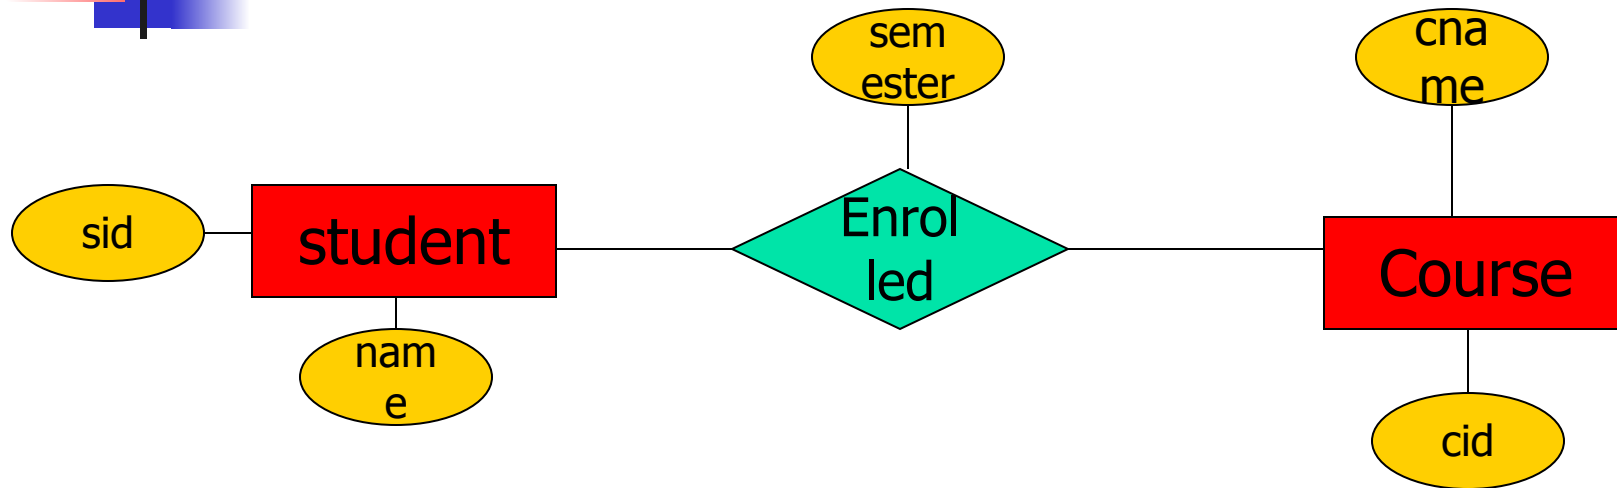 sem
ester
cna
me
sid
student
Enrol
led
Course
nam
e
cid